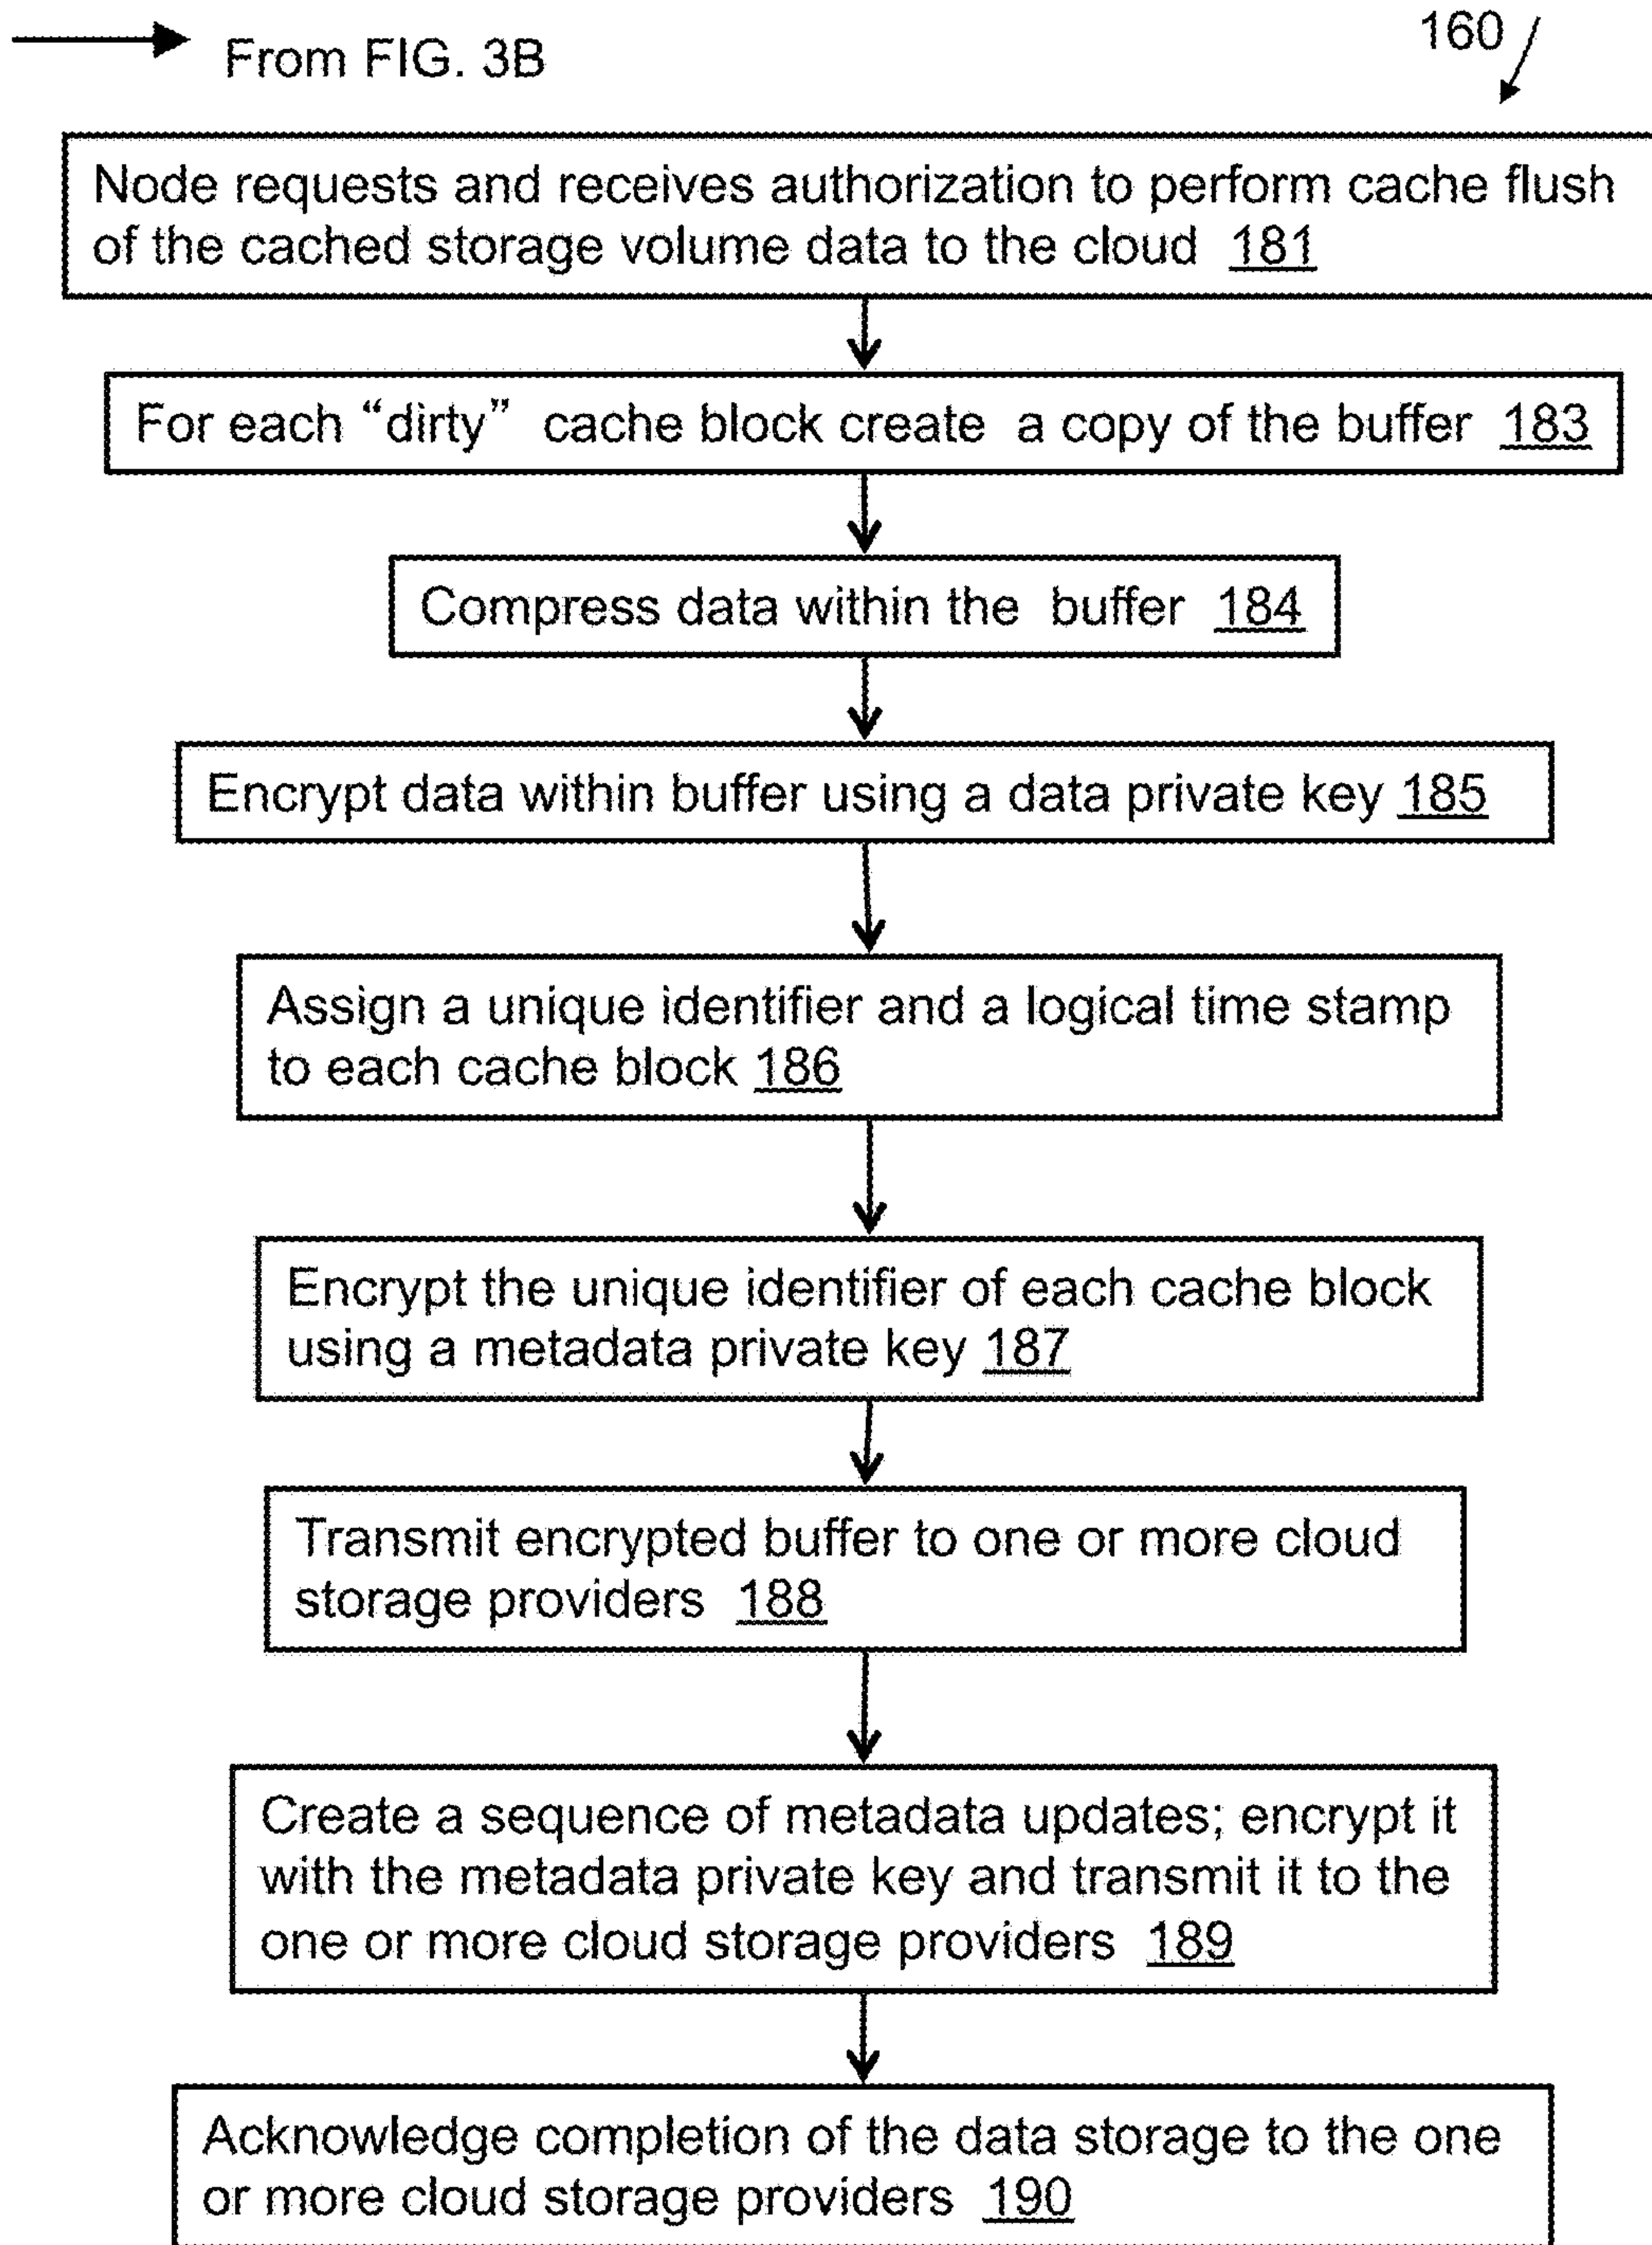 From FIG. 3B
160
Node requests and receives authorization to perform cache flush
of the cached storage volume data to the cloud 181
For each “dirty” cache block create a copy of the buffer 183
Compress data within the buffer 184
Encrypt data within buffer using a data private key 185
Assign a unique identifier and a logical time stamp
to each cache block 186
Encrypt the unique identifier of each cache block
using a metadata private key 187
Transmit encrypted buffer to one or more cloud
storage providers 188
Create a sequence of metadata updates; encrypt it
with the metadata private key and transmit it to the
one or more cloud storage providers 189
Acknowledge completion of the data storage to the one
or more cloud storage providers 190